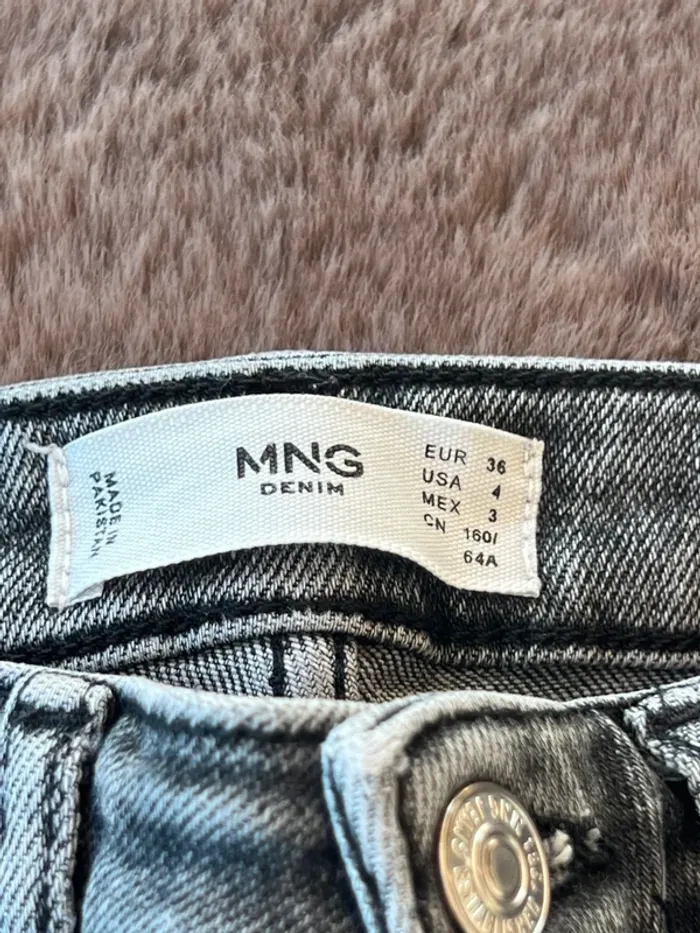 MADE IN
PAKISTAN
MNG
DENIM
EUR 36
USA 4
MEX 3
CN 160/
64A